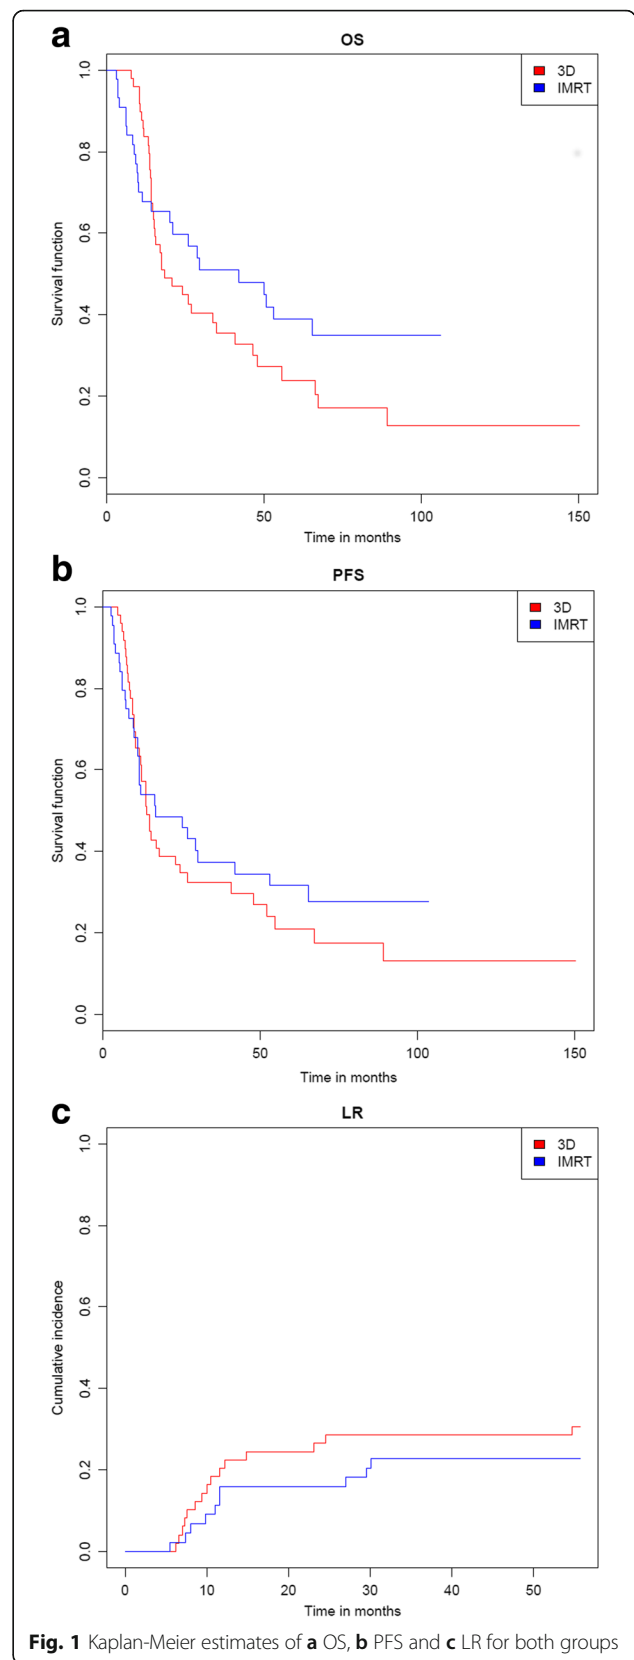 a
OS
3D
IMRT
1.0
0.8
0.6
0.4
0.2
0.0
Survival function
0 50 100 150
Time in months
b
PFS
3D
IMRT
1.0
0.8
0.6
0.4
0.2
0.0
Survival function
0 50 100 150
Time in months
c
LR
3D
IMRT
1.0
0.8
0.6
0.4
0.2
0.0
Cumulative incidence
0 10 20 30 40 50
Time in months
Fig. 1 Kaplan-Meier estimates of a OS, b PFS and c LR for both groups